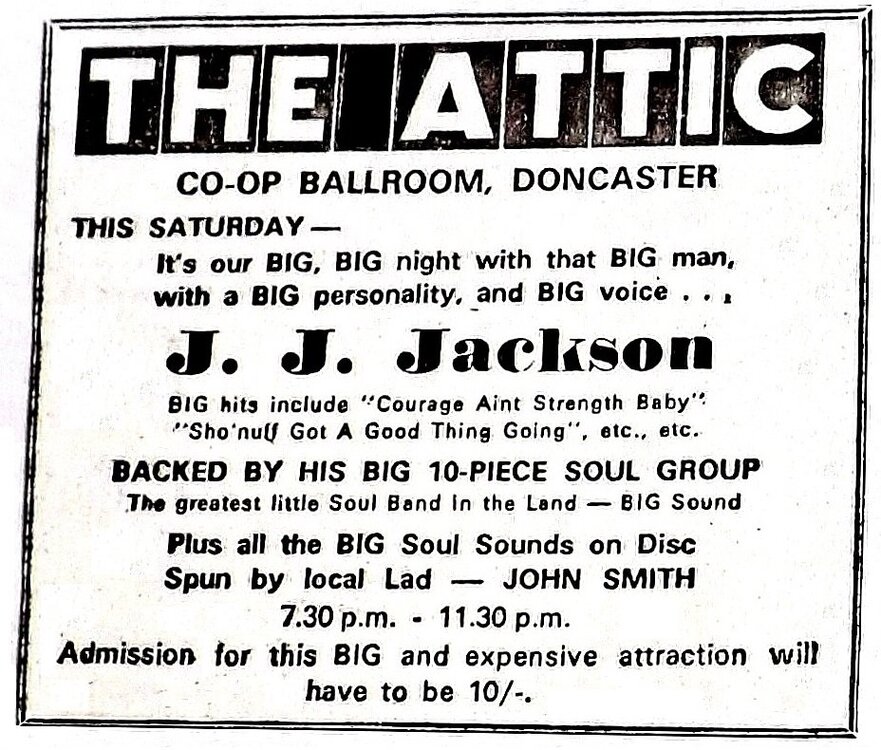 THE ATTIC
CO-OP BALLROOM, DONCASTER
THIS SATURDAY —
It's our BIG, BIG night with that BIG man,
with a BIG personality, and BIG voice . . .
J. J. Jackson
BIG hits include "Courage Aint Strength Baby"
"Sho'nuff Got A Good Thing Going", etc., etc.
BACKED BY HIS BIG 10-PIECE SOUL GROUP
The greatest little Soul Band in the Land — BIG Sound
Plus all the BIG Soul Sounds on Disc
Spun by local Lad — JOHN SMITH
7.30 p.m. - 11.30 p.m.
Admission for this BIG and expensive attraction will
have to be 10/-.